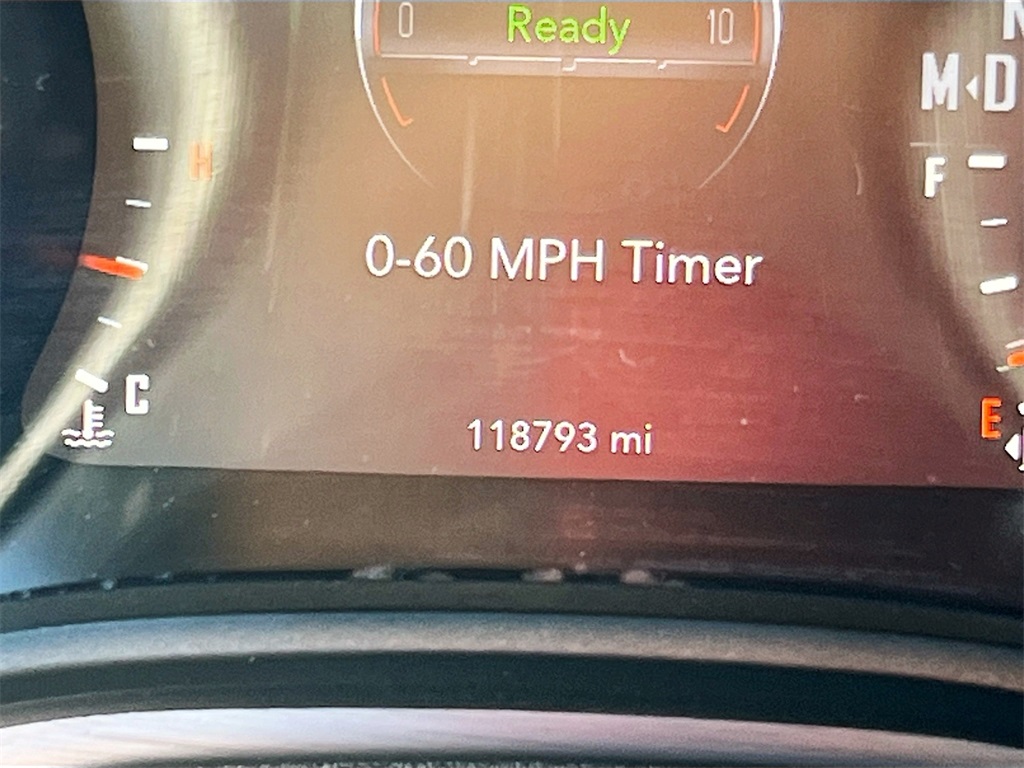 0 Ready 10
M◂D
H
F
0-60 MPH Timer
C
E
118793 mi